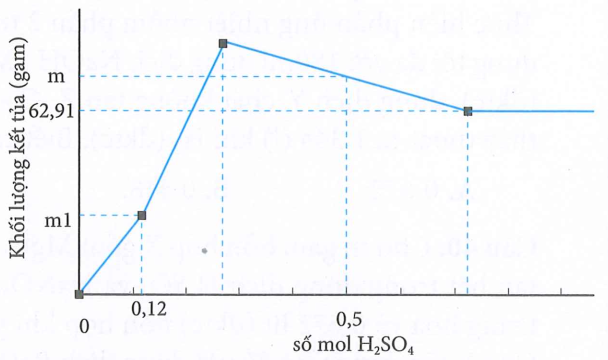 Khối lượng kết tủa (gam)
m
62,91
m1
0
0,12
0,5
số mol H₂SO₄